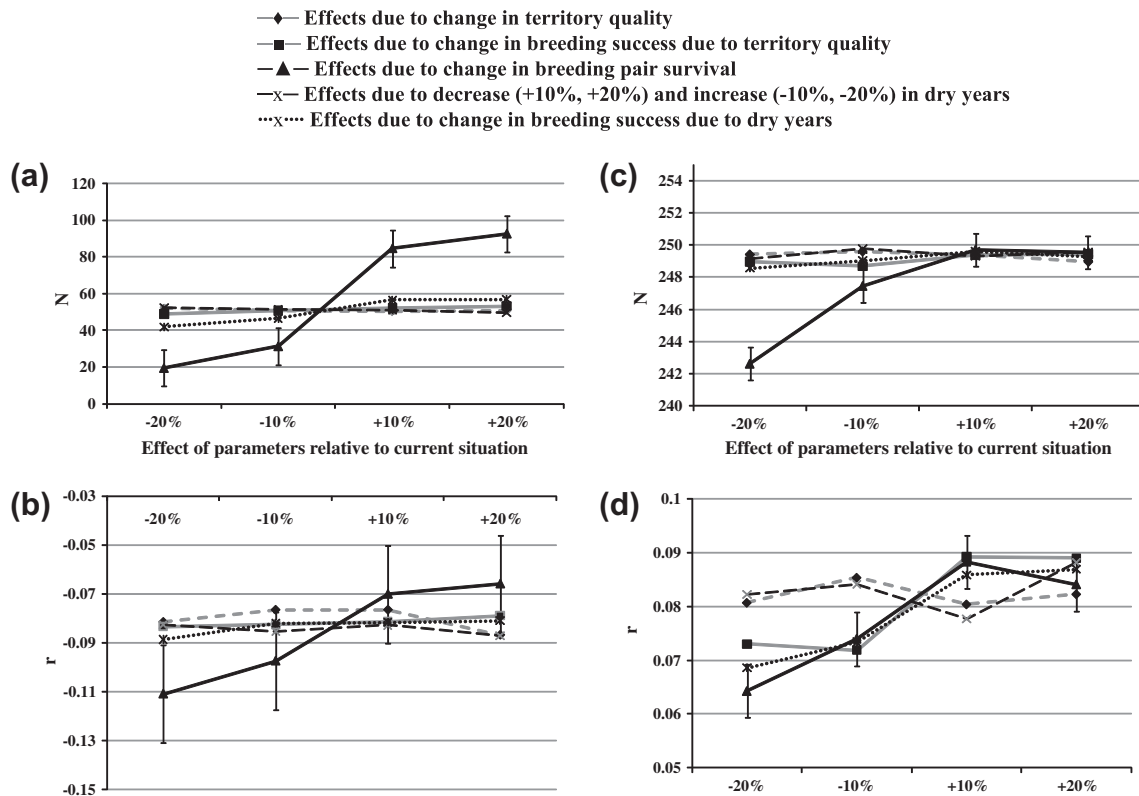 Effects due to change in territory quality
Effects due to change in breeding success due to territory quality
Effects due to change in breeding pair survival
Effects due to decrease (+10%, +20%) and increase (-10%, -20%) in dry years
Effects due to change in breeding success due to dry years
(a)
120
100
80
60
40
20
0
N
-20% -10% +10% +20%
Effect of parameters relative to current situation
(c)
254
252
250
248
246
244
242
240
N
-20% -10% +10% +20%
Effect of parameters relative to current situation
(b)
-0.03
-0.05
-0.07
-0.09
-0.11
-0.13
-0.15
r
-20% -10% +10% +20%
(d)
0.1
0.09
0.08
0.07
0.06
0.05
r
-20% -10% +10% +20%